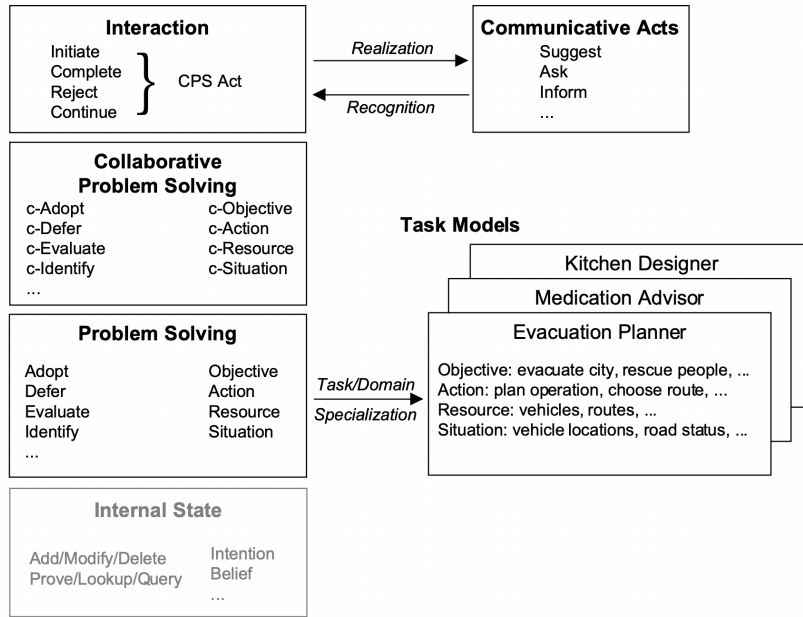 Interaction
Initiate
Complete
Reject
Continue
} CPS Act
Realization
Recognition
Communicative Acts
Suggest
Ask
Inform
...
Collaborative
Problem Solving
c-Adopt c-Objective
c-Defer c-Action
c-Evaluate c-Resource
c-Identify c-Situation
...
Problem Solving
Adopt Objective
Defer Action
Evaluate Resource
Identify Situation
...
Task/Domain
Specialization
Task Models
Kitchen Designer
Medication Advisor
Evacuation Planner
Objective: evacuate city, rescue people, ...
Action: plan operation, choose route, ...
Resource: vehicles, routes, ...
Situation: vehicle locations, road status, ...
Internal State
Add/Modify/Delete Intention
Prove/Lookup/Query Belief
...